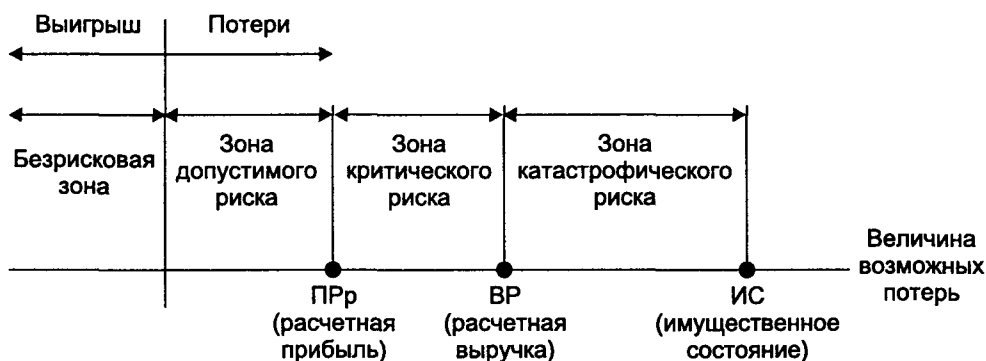 Выигрыш
Потери
Безрисковая
зона
Зона
допустимого
риска
Зона
критического
риска
Зона
катастрофического
риска
Величина
возможных
потерь
ПРр
(расчетная
прибыль)
ВР
(расчетная
выручка)
ИС
(имущественное
состояние)